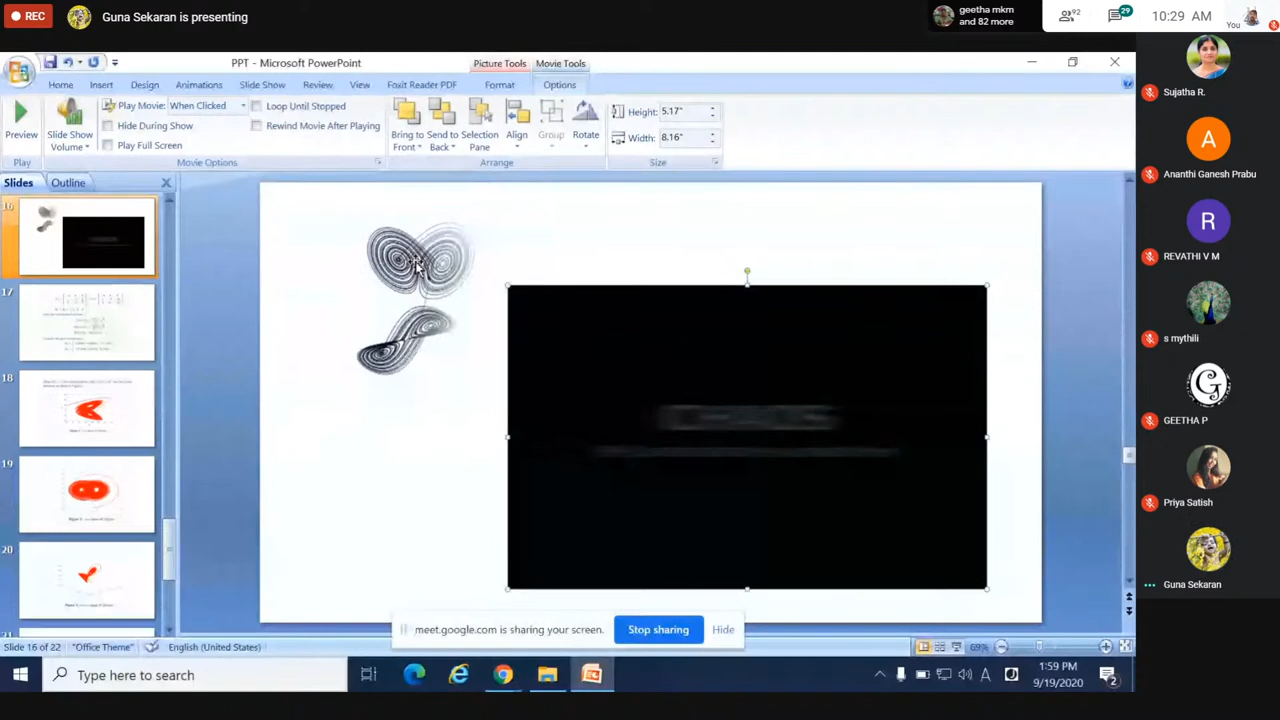 REC
Guna Sekaran is presenting
geetha mkm
and 82 more
92
29
10:29 AM
You
PPT - Microsoft PowerPoint
Picture Tools
Movie Tools
Home
Insert
Design
Animations
Slide Show
Review
View
Foxit Reader PDF
Format
Options
Preview
Slide Show
Volume
Play Movie: When Clicked
Hide During Show
Play Full Screen
Loop Until Stopped
Rewind Movie After Playing
Bring to
Front
Send to
Back
Selection
Pane
Align
Group
Rotate
Height: 5.17"
Width: 8.16"
Play
Movie Options
Arrange
Size
Slides
Outline
16
17
18
19
20
meet.google.com is sharing your screen.
Stop sharing
Hide
Slide 16 of 22
"Office Theme"
English (United States)
69%
Type here to search
1:59 PM
9/19/2020
2
Sujatha R.
A
Ananthi Ganesh Prabu
R
REVATHI V M
s mythili
G
GEETHA P
Priya Satish
Guna Sekaran